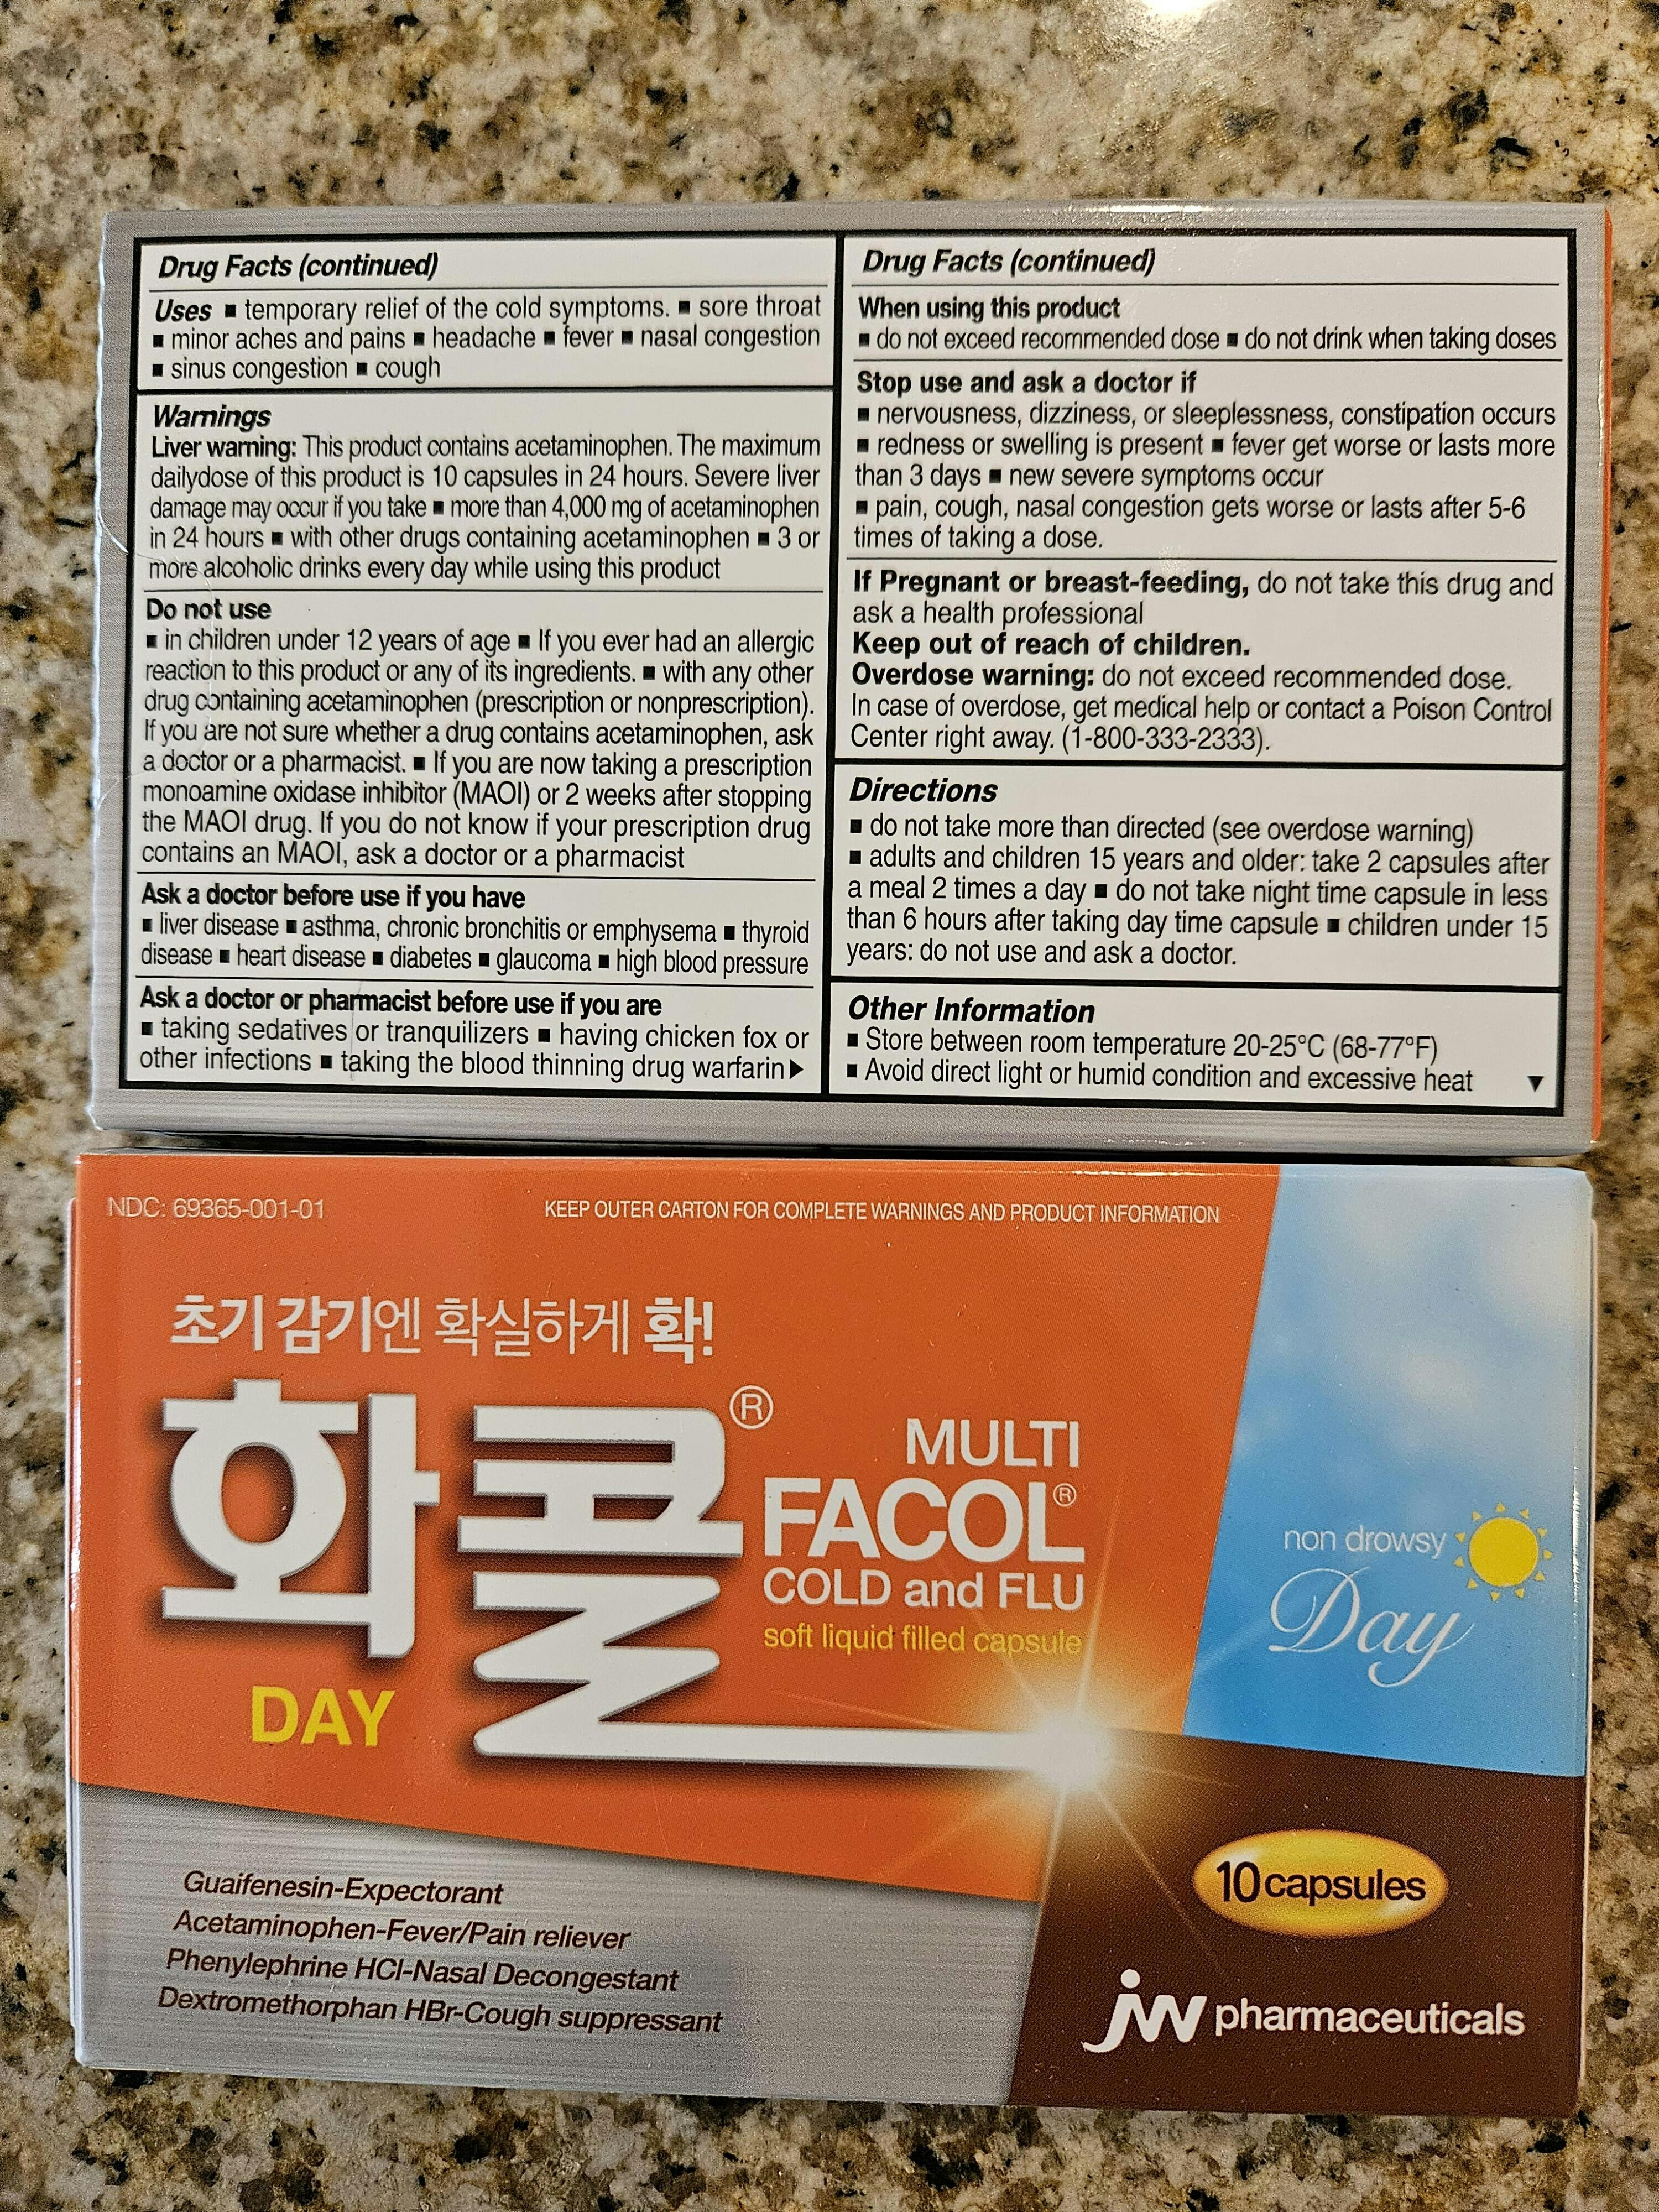 Drug Facts (continued)
Uses ■ temporary relief of the cold symptoms. ■ sore throat
■ minor aches and pains ■ headache ■ fever ■ nasal congestion
■ sinus congestion ■ cough
Warnings
Liver warning: This product contains acetaminophen. The maximum
dailydose of this product is 10 capsules in 24 hours. Severe liver
damage may occur if you take ■ more than 4,000 mg of acetaminophen
in 24 hours ■ with other drugs containing acetaminophen ■ 3 or
more alcoholic drinks every day while using this product
Do not use
■ in children under 12 years of age ■ If you ever had an allergic
reaction to this product or any of its ingredients. ■ with any other
drug containing acetaminophen (prescription or nonprescription).
If you are not sure whether a drug contains acetaminophen, ask
a doctor or a pharmacist. ■ If you are now taking a prescription
monoamine oxidase inhibitor (MAOI) or 2 weeks after stopping
the MAOI drug. If you do not know if your prescription drug
contains an MAOI, ask a doctor or a pharmacist
Ask a doctor before use if you have
■ liver disease ■ asthma, chronic bronchitis or emphysema ■ thyroid
disease ■ heart disease ■ diabetes ■ glaucoma ■ high blood pressure
Ask a doctor or pharmacist before use if you are
■ taking sedatives or tranquilizers ■ having chicken fox or
other infections ■ taking the blood thinning drug warfarin▶
Drug Facts (continued)
When using this product
■ do not exceed recommended dose ■ do not drink when taking doses
Stop use and ask a doctor if
■ nervousness, dizziness, or sleeplessness, constipation occurs
■ redness or swelling is present ■ fever get worse or lasts more
than 3 days ■ new severe symptoms occur
■ pain, cough, nasal congestion gets worse or lasts after 5-6
times of taking a dose.
If Pregnant or breast-feeding, do not take this drug and
ask a health professional
Keep out of reach of children.
Overdose warning: do not exceed recommended dose.
In case of overdose, get medical help or contact a Poison Control
Center right away. (1-800-333-2333).
Directions
■ do not take more than directed (see overdose warning)
■ adults and children 15 years and older: take 2 capsules after
a meal 2 times a day ■ do not take night time capsule in less
than 6 hours after taking day time capsule ■ children under 15
years: do not use and ask a doctor.
Other Information
■ Store between room temperature 20-25°C (68-77°F)
■ Avoid direct light or humid condition and excessive heat ▼
NDC: 69365-001-01
KEEP OUTER CARTON FOR COMPLETE WARNINGS AND PRODUCT INFORMATION
초기 감기엔 확실하게 확!
화콜®
DAY
MULTI
FACOL®
COLD and FLU
soft liquid filled capsule
non drowsy
Day
Guaifenesin-Expectorant
Acetaminophen-Fever/Pain reliever
Phenylephrine HCl-Nasal Decongestant
Dextromethorphan HBr-Cough suppressant
10 capsules
jw pharmaceuticals